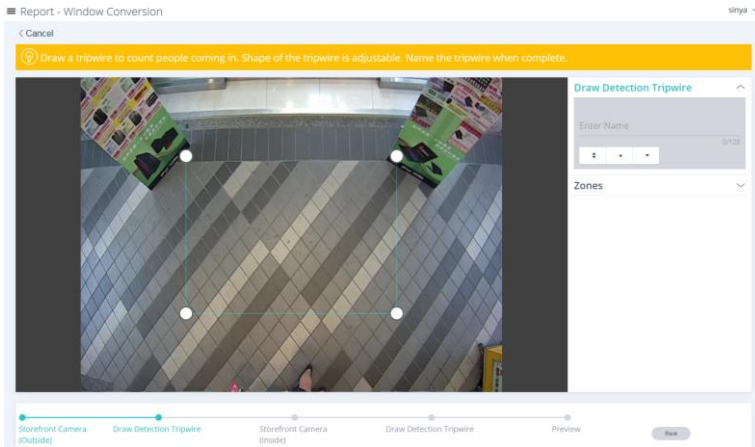 Report - Window Conversion
sinya
< Cancel
Draw a tripwire to count people coming in. Shape of the tripwire is adjustable. Name the tripwire when complete.
Draw Detection Tripwire
Enter Name
0/128
Zones
Storefront Camera
(Outside)
Draw Detection Tripwire
Storefront Camera
(Inside)
Draw Detection Tripwire
Preview